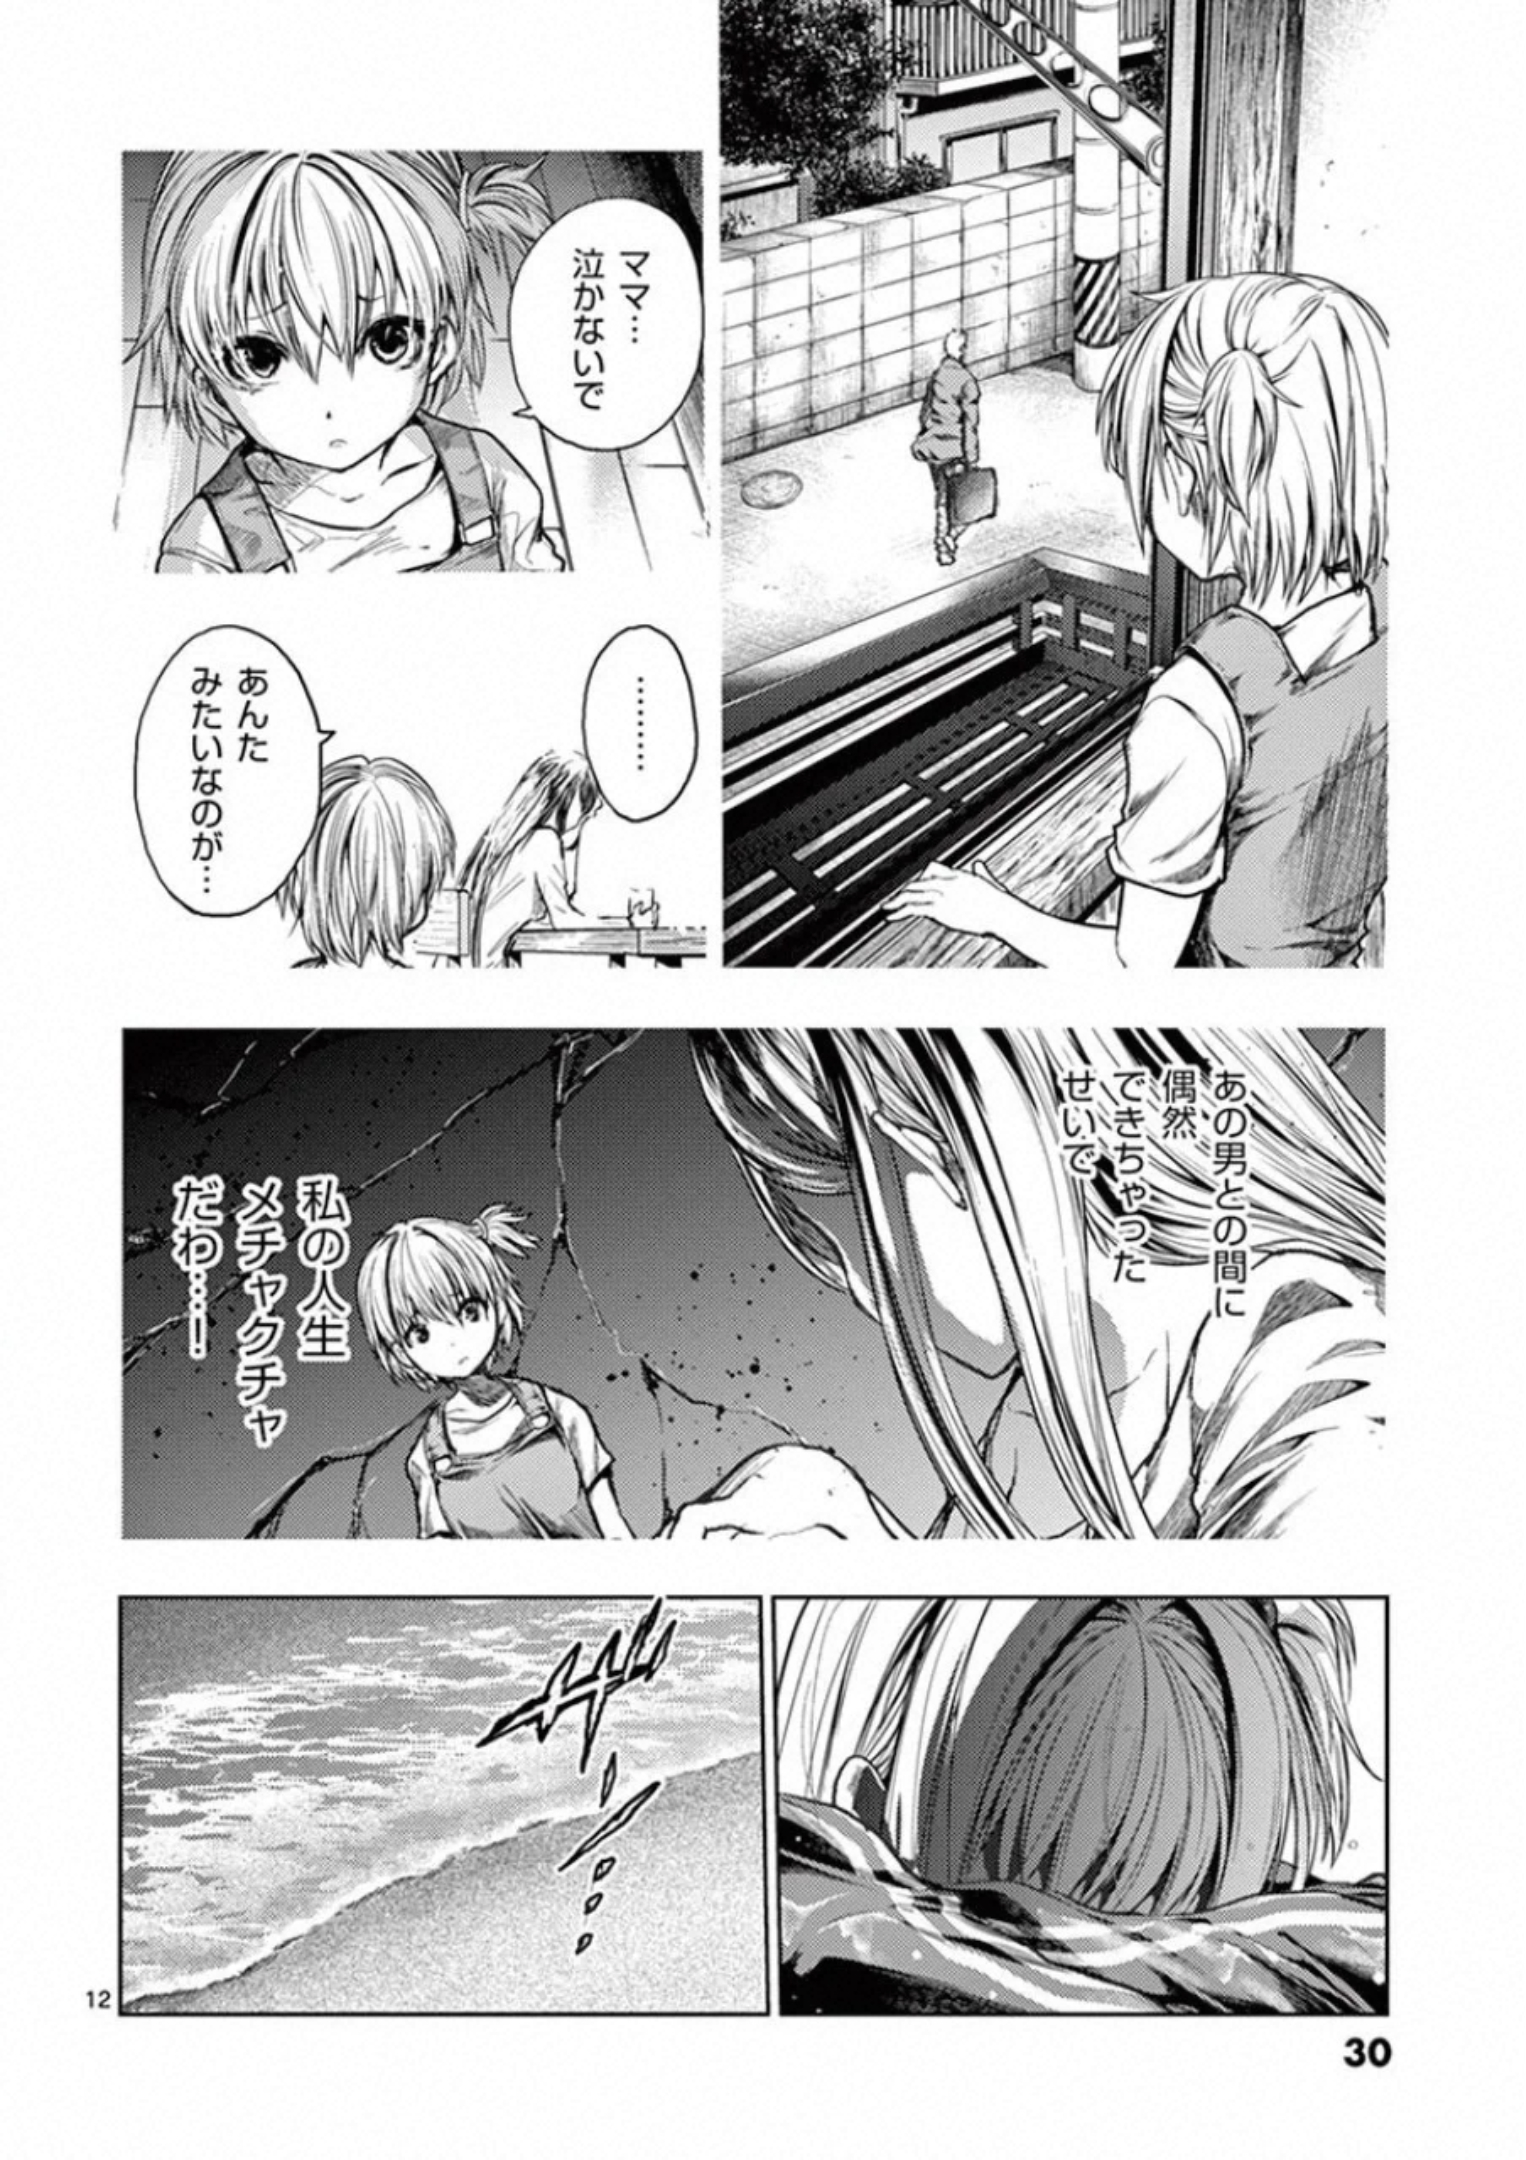 ママ…
泣かないで
………
あんた
みたいなのが…
あの男との間に
偶然
できちゃった
せいで
私の人生
メチャクチャ
だわ…！
ザザ…
12
30